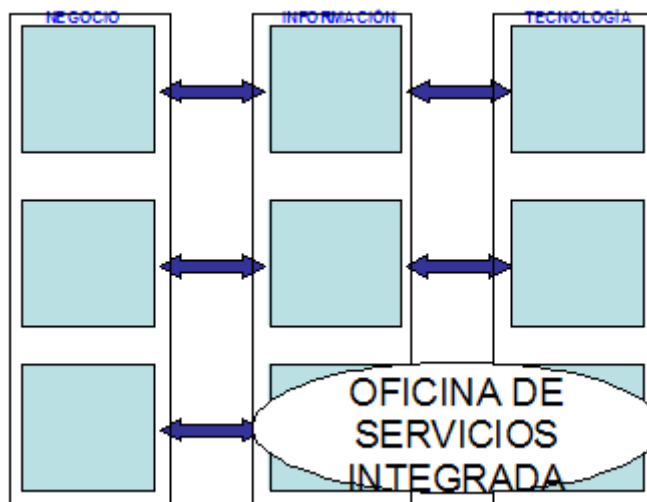 NEGOCIO
INFORMACIÓN
TECNOLOGÍA
OFICINA DE
SERVICIOS
INTEGRADA